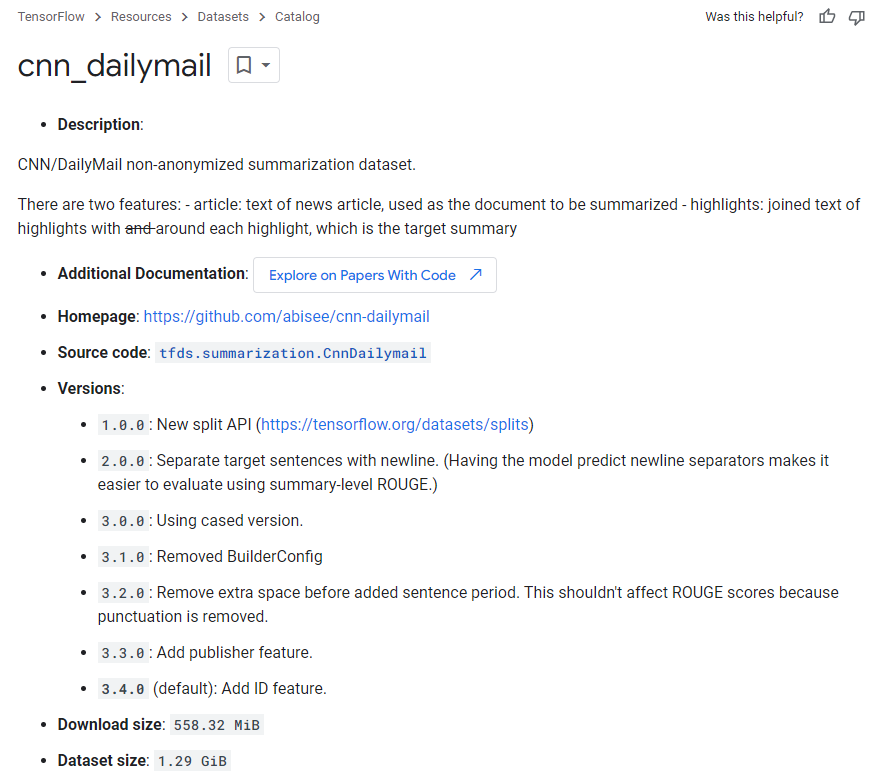 TensorFlow > Resources > Datasets > Catalog
Was this helpful?
cnn_dailymail
• Description:
CNN/DailyMail non-anonymized summarization dataset.
There are two features: - article: text of news article, used as the document to be summarized - highlights: joined text of
highlights with and around each highlight, which is the target summary
• Additional Documentation: Explore on Papers With Code
• Homepage: https://github.com/abisee/cnn-dailymail
• Source code: tfds.summarization.CnnDailymail
• Versions:
• 1.0.0: New split API (https://tensorflow.org/datasets/splits)
• 2.0.0: Separate target sentences with newline. (Having the model predict newline separators makes it
easier to evaluate using summary-level ROUGE.)
• 3.0.0: Using cased version.
• 3.1.0: Removed BuilderConfig
• 3.2.0: Remove extra space before added sentence period. This shouldn't affect ROUGE scores because
punctuation is removed.
• 3.3.0: Add publisher feature.
• 3.4.0 (default): Add ID feature.
• Download size: 558.32 MiB
• Dataset size: 1.29 GiB